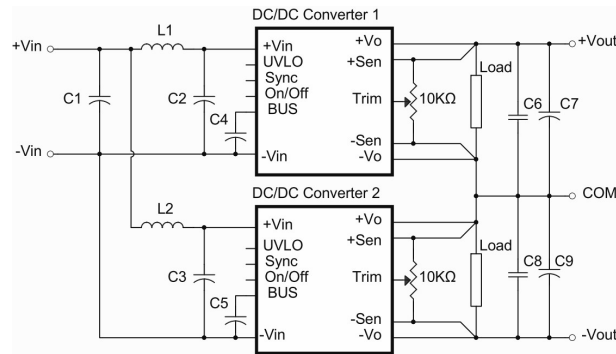 DC/DC Converter 1
L1
+Vin
+Vin
UVLO
Sync
On/Off
BUS
-Vin
+Vo
+Sen
Trim
-Sen
-Vo
10KΩ
Load
+Vout
C1
C2
C4
C6
C7
-Vin
COM
DC/DC Converter 2
L2
+Vin
UVLO
Sync
On/Off
BUS
-Vin
+Vo
+Sen
Trim
-Sen
-Vo
10KΩ
Load
C3
C5
C8
C9
-Vout